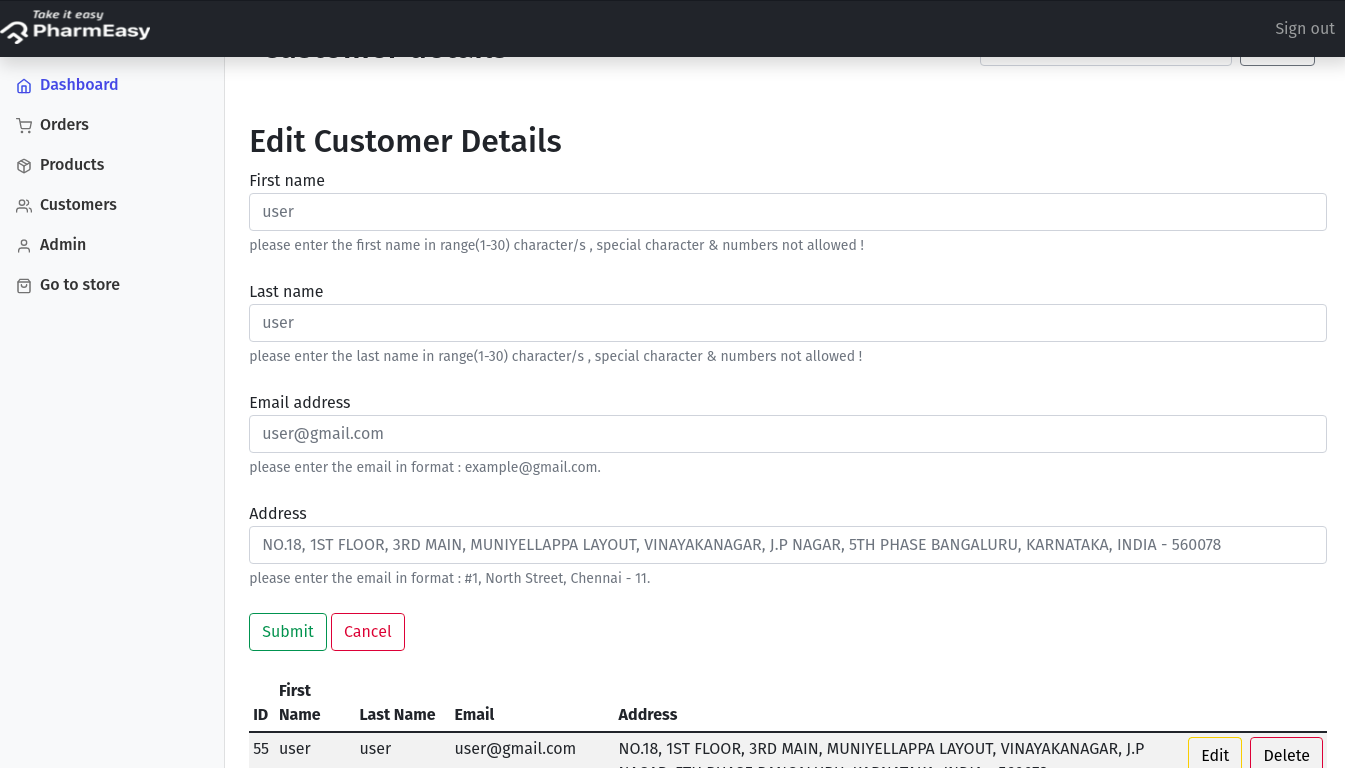 Take it easy
PharmEasy
Sign out
Dashboard
Orders
Products
Customers
Admin
Go to store
Edit Customer Details
First name
user
please enter the first name in range(1-30) character/s , special character & numbers not allowed !
Last name
user
please enter the last name in range(1-30) character/s , special character & numbers not allowed !
Email address
user@gmail.com
please enter the email in format : example@gmail.com.
Address
NO.18, 1ST FLOOR, 3RD MAIN, MUNIYELLAPPA LAYOUT, VINAYAKANAGAR, J.P NAGAR, 5TH PHASE BANGALURU, KARNATAKA, INDIA - 560078
please enter the email in format : #1, North Street, Chennai - 11.
Submit Cancel
ID First Name Last Name Email Address
55 user user user@gmail.com NO.18, 1ST FLOOR, 3RD MAIN, MUNIYELLAPPA LAYOUT, VINAYAKANAGAR, J.P Edit Delete